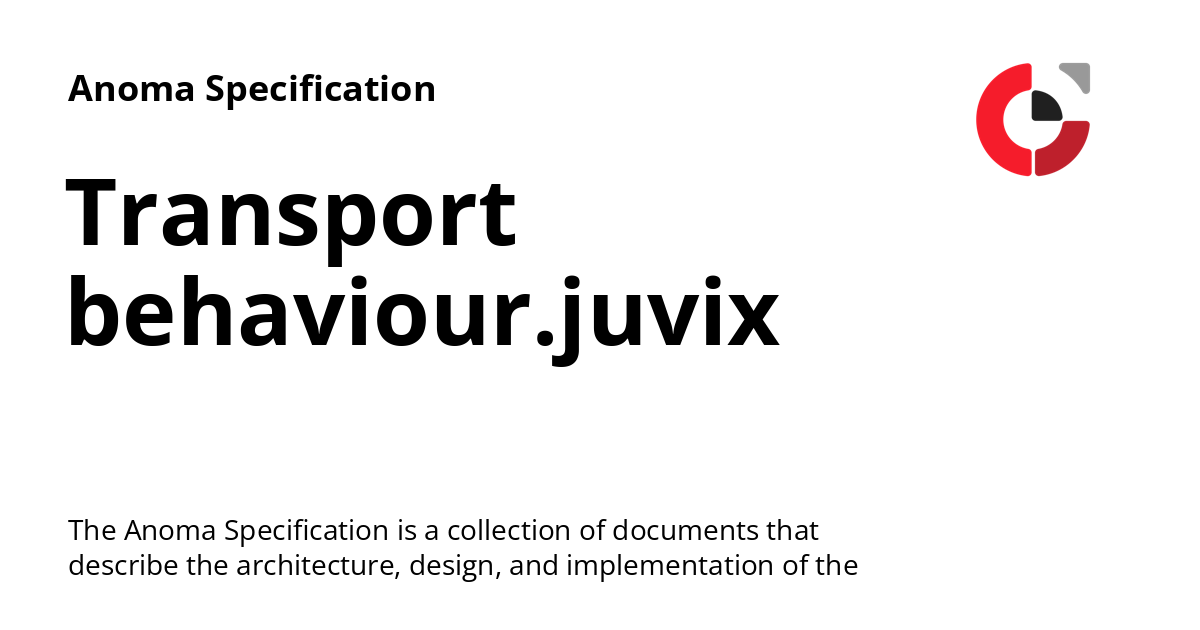 Anoma Specification
Transport
behaviour.juvix
The Anoma Specification is a collection of documents that
describe the architecture, design, and implementation of the